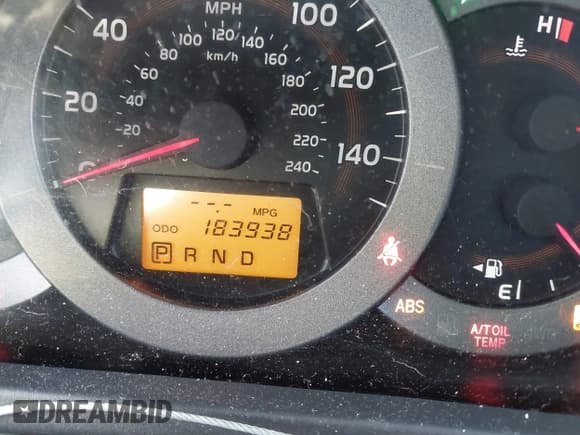 MPH
40
100
100 120 140
80
160
km/h
60
180
120
20
40
200
20
220
140
0
240
--.- MPG
ODO 183938
P R N D
H
E
ABS
A/T OIL
TEMP
DREAMBID